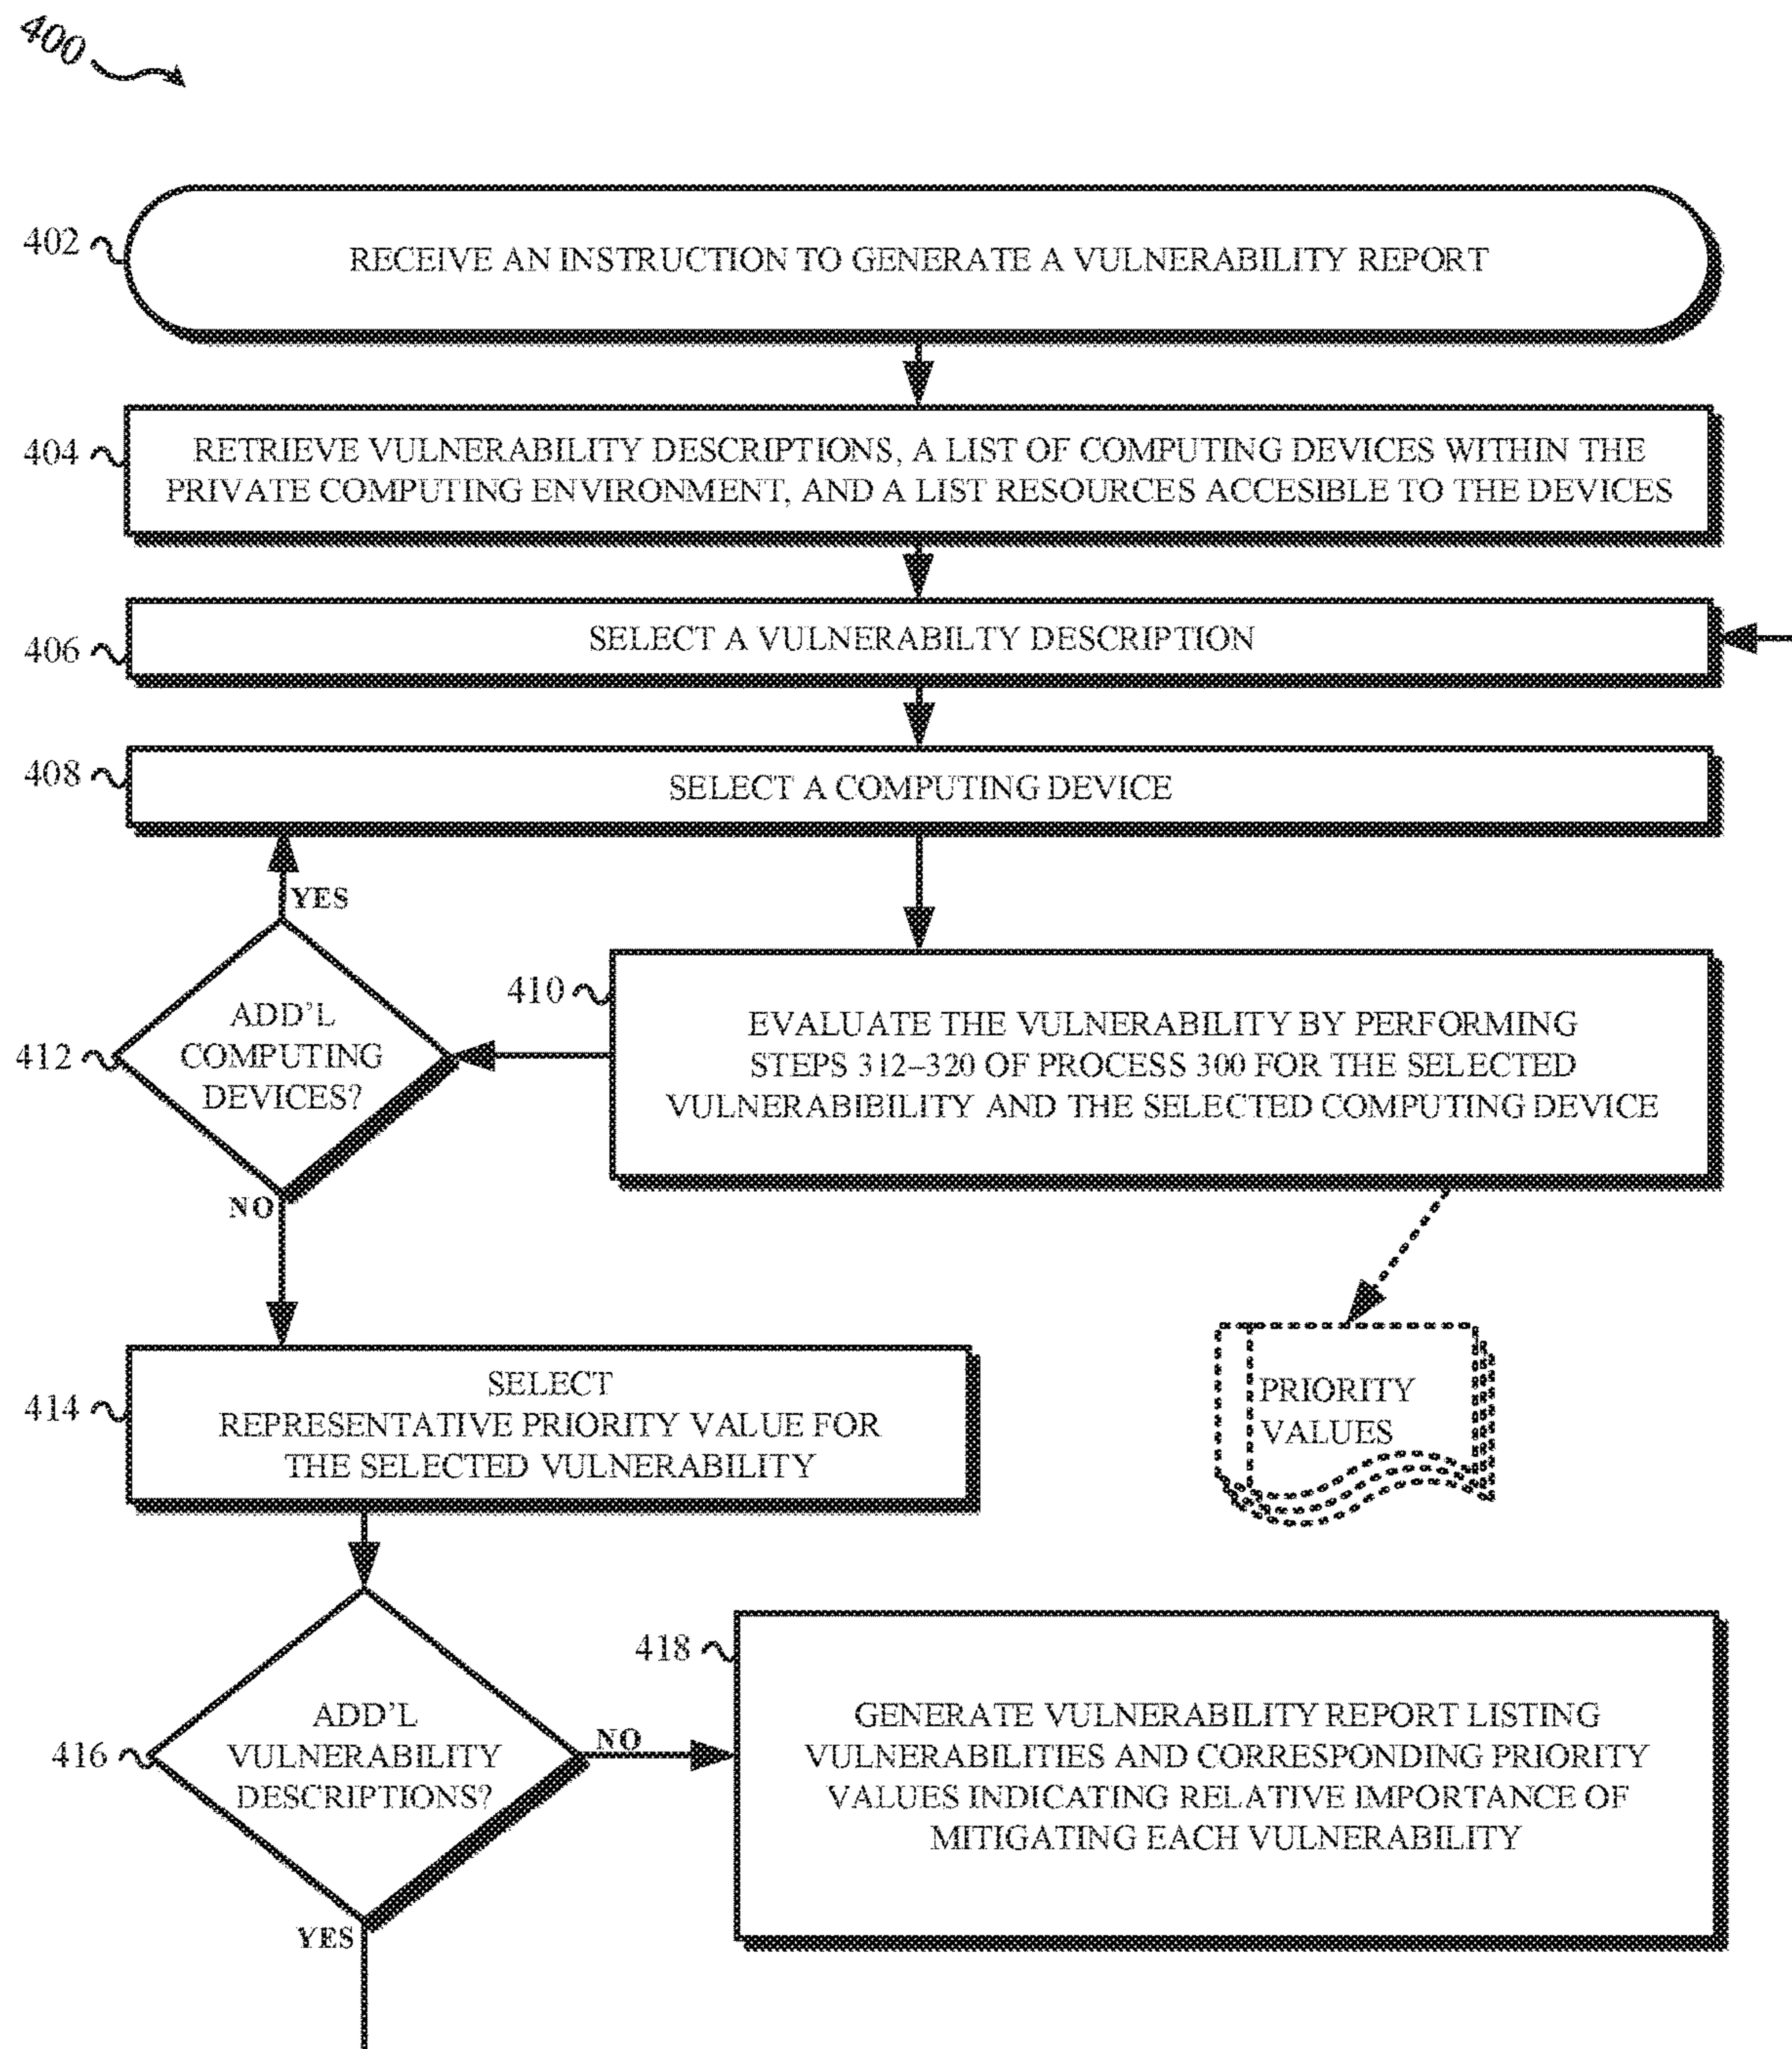 400
402
RECEIVE AN INSTRUCTION TO GENERATE A VULNERABILITY REPORT
404
RETRIEVE VULNERABILITY DESCRIPTIONS, A LIST OF COMPUTING DEVICES WITHIN THE
PRIVATE COMPUTING ENVIRONMENT, AND A LIST RESOURCES ACCESIBLE TO THE DEVICES
406
SELECT A VULNERABILTY DESCRIPTION
408
SELECT A COMPUTING DEVICE
YES
412
ADD'L
COMPUTING
DEVICES?
NO
410
EVALUATE THE VULNERABILITY BY PERFORMING
STEPS 312–320 OF PROCESS 300 FOR THE SELECTED
VULNERABIBILITY AND THE SELECTED COMPUTING DEVICE
PRIORITY
VALUES
414
SELECT
REPRESENTATIVE PRIORITY VALUE FOR
THE SELECTED VULNERABILITY
416
ADD'L
VULNERABILITY
DESCRIPTIONS?
NO
YES
418
GENERATE VULNERABILITY REPORT LISTING
VULNERABILITIES AND CORRESPONDING PRIORITY
VALUES INDICATING RELATIVE IMPORTANCE OF
MITIGATING EACH VULNERABILITY